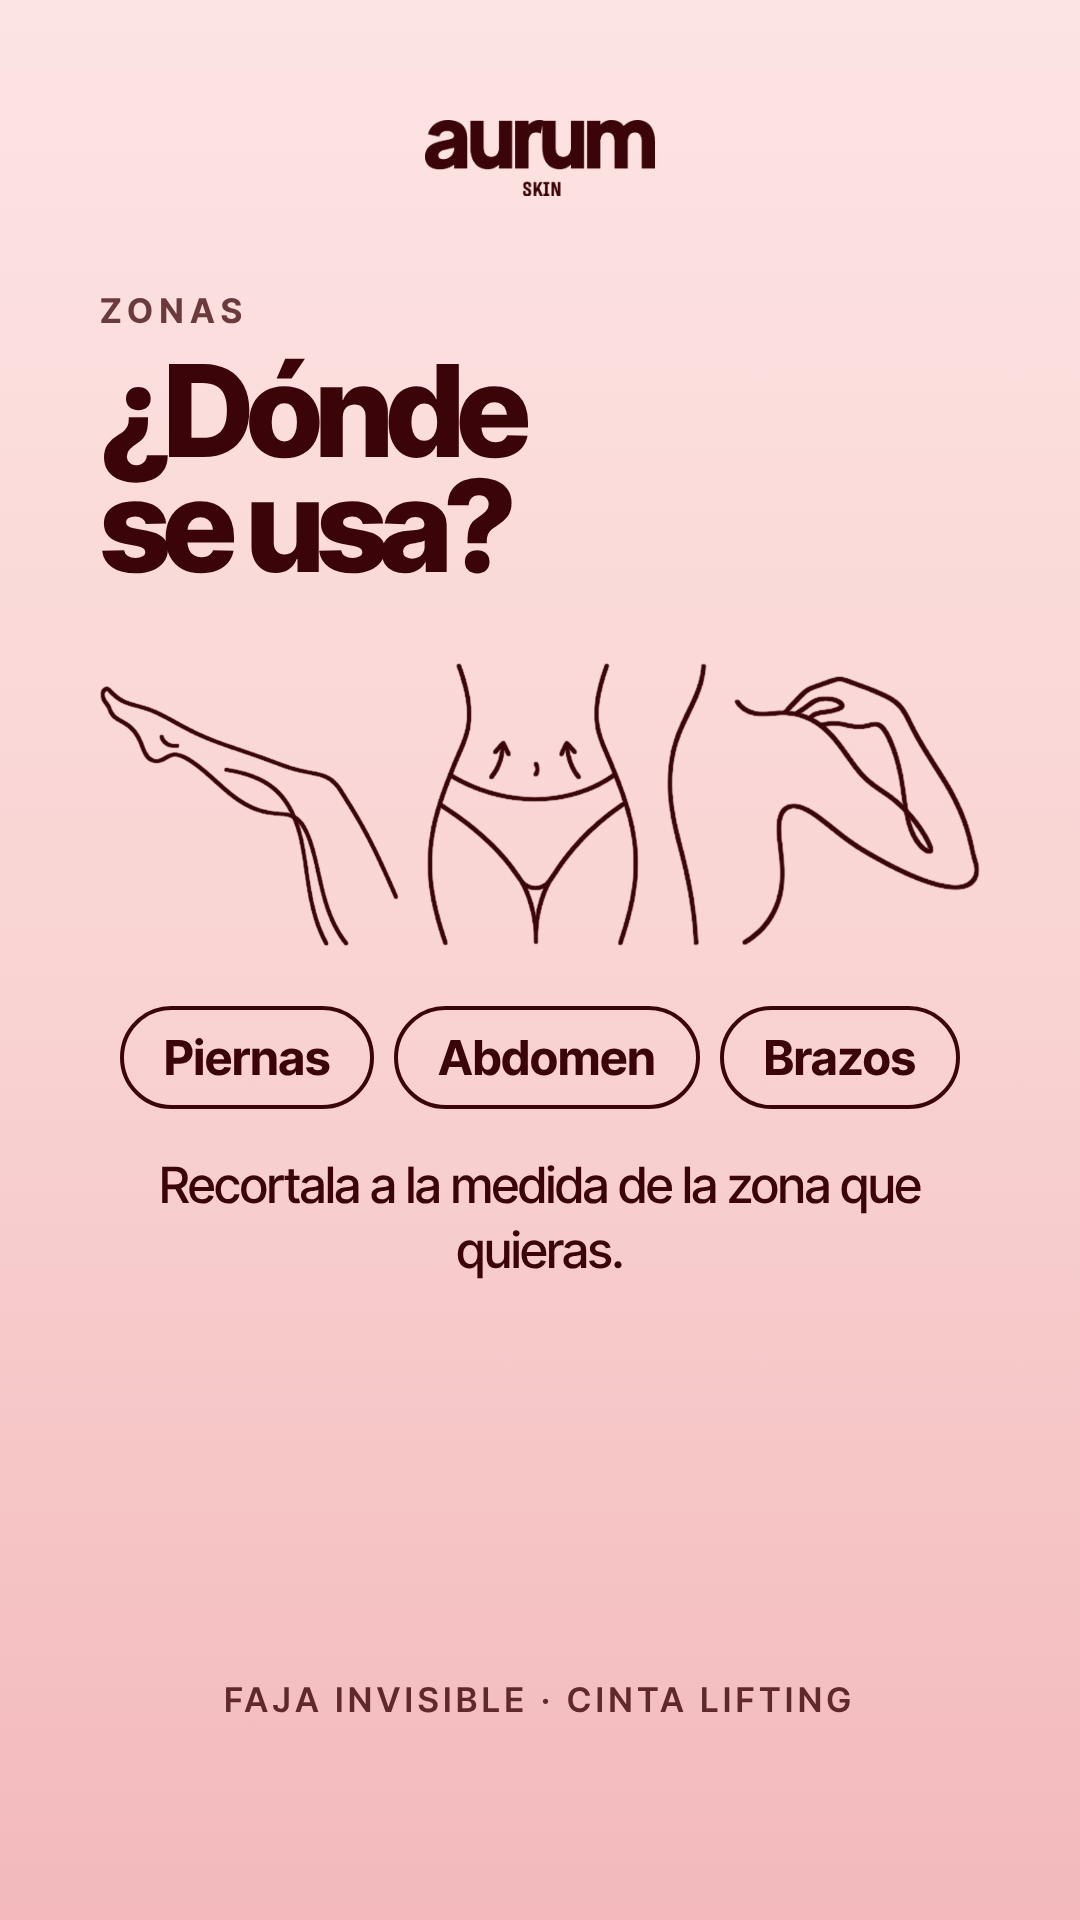 aurum
SKIN
ZONAS
¿Dónde
se usa?
Piernas
Abdomen
Brazos
Recortala a la medida de la zona que
quieras.
FAJA INVISIBLE · CINTA LIFTING